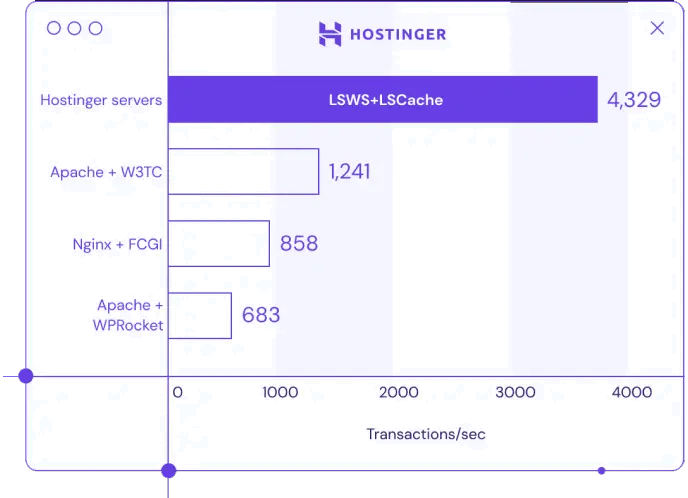 HOSTINGER
Hostinger servers
LSWS+LSCache
4,329
Apache + W3TC
1,241
Nginx + FCGI
858
Apache +
WPRocket
683
0 1000 2000 3000 4000
Transactions/sec